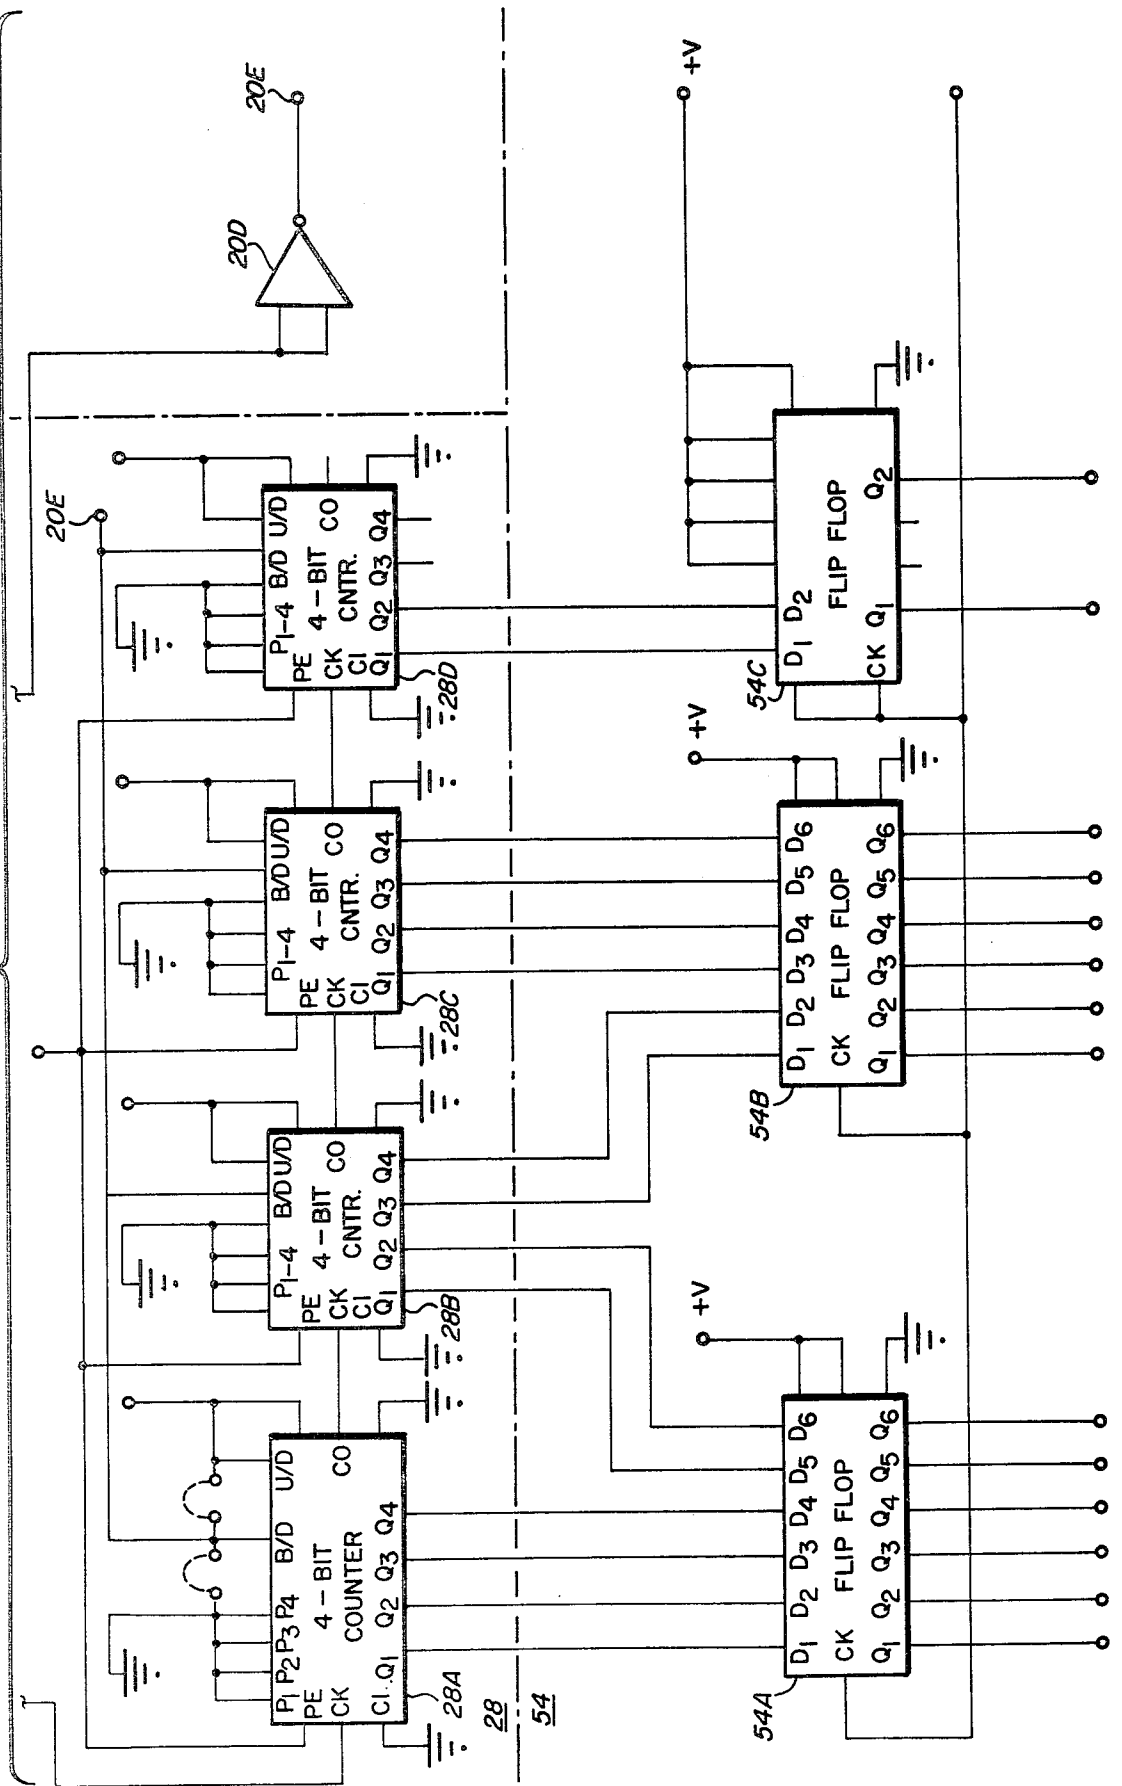 20E
20D
20E
P1 P2 P3 P4 B/D U/D
PE
CK
4-BIT
COUNTER
CO
CI
Q1 Q2 Q3 Q4
28A
P1-4 B/D U/D
PE
CK
CI
4-BIT
CNTR.
CO
Q1 Q2 Q3 Q4
28B
P1-4 B/D U/D
PE
CK
CI
4-BIT
CNTR.
CO
Q1 Q2 Q3 Q4
28C
P1-4 B/D U/D
PE
CK
CI
4-BIT
CNTR.
CO
Q1 Q2 Q3 Q4
28D
28
54
+V
D1 D2 D3 D4 D5 D6
CK FLIP FLOP
Q1 Q2 Q3 Q4 Q5 Q6
54A
+V
D1 D2 D3 D4 D5 D6
CK FLIP FLOP
Q1 Q2 Q3 Q4 Q5 Q6
54B
+V
D1 D2
FLIP FLOP
CK Q1 Q2
54C